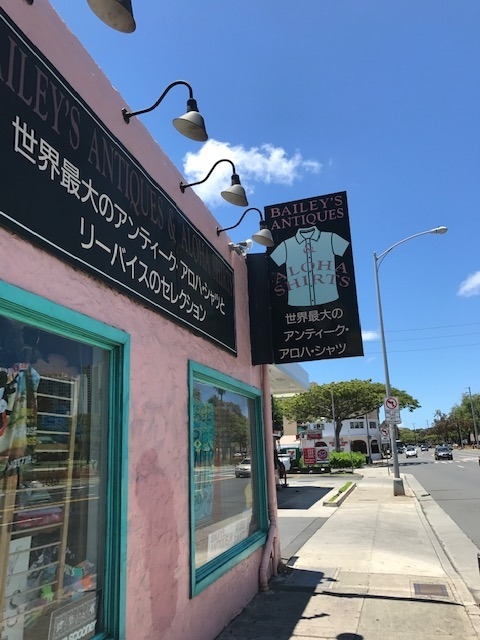 BAILEY'S ANTIQUES & ALOHA
世界最大のアンティーク・アロハ・シャツと
リーバイスのセレクション
BAILEY'S
ANTIQUES
&
ALOHA
SHIRTS
世界最大の
アンティーク・
アロハ・シャツ